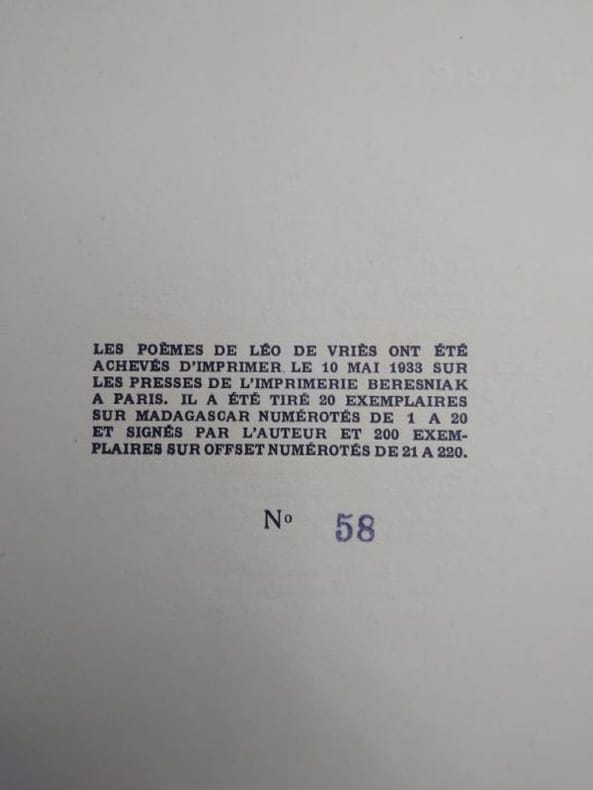 LES POÈMES DE LÉO DE VRIÈS ONT ÉTÉ
ACHEVÉS D'IMPRIMER LE 10 MAI 1933 SUR
LES PRESSES DE L'IMPRIMERIE BERESNIAK
A PARIS. IL A ÉTÉ TIRÉ 20 EXEMPLAIRES
SUR MADAGASCAR NUMÉROTÉS DE 1 A 20
ET SIGNÉS PAR L'AUTEUR ET 200 EXEM-
PLAIRES SUR OFFSET NUMÉROTÉS DE 21 A 220.
Nº 58